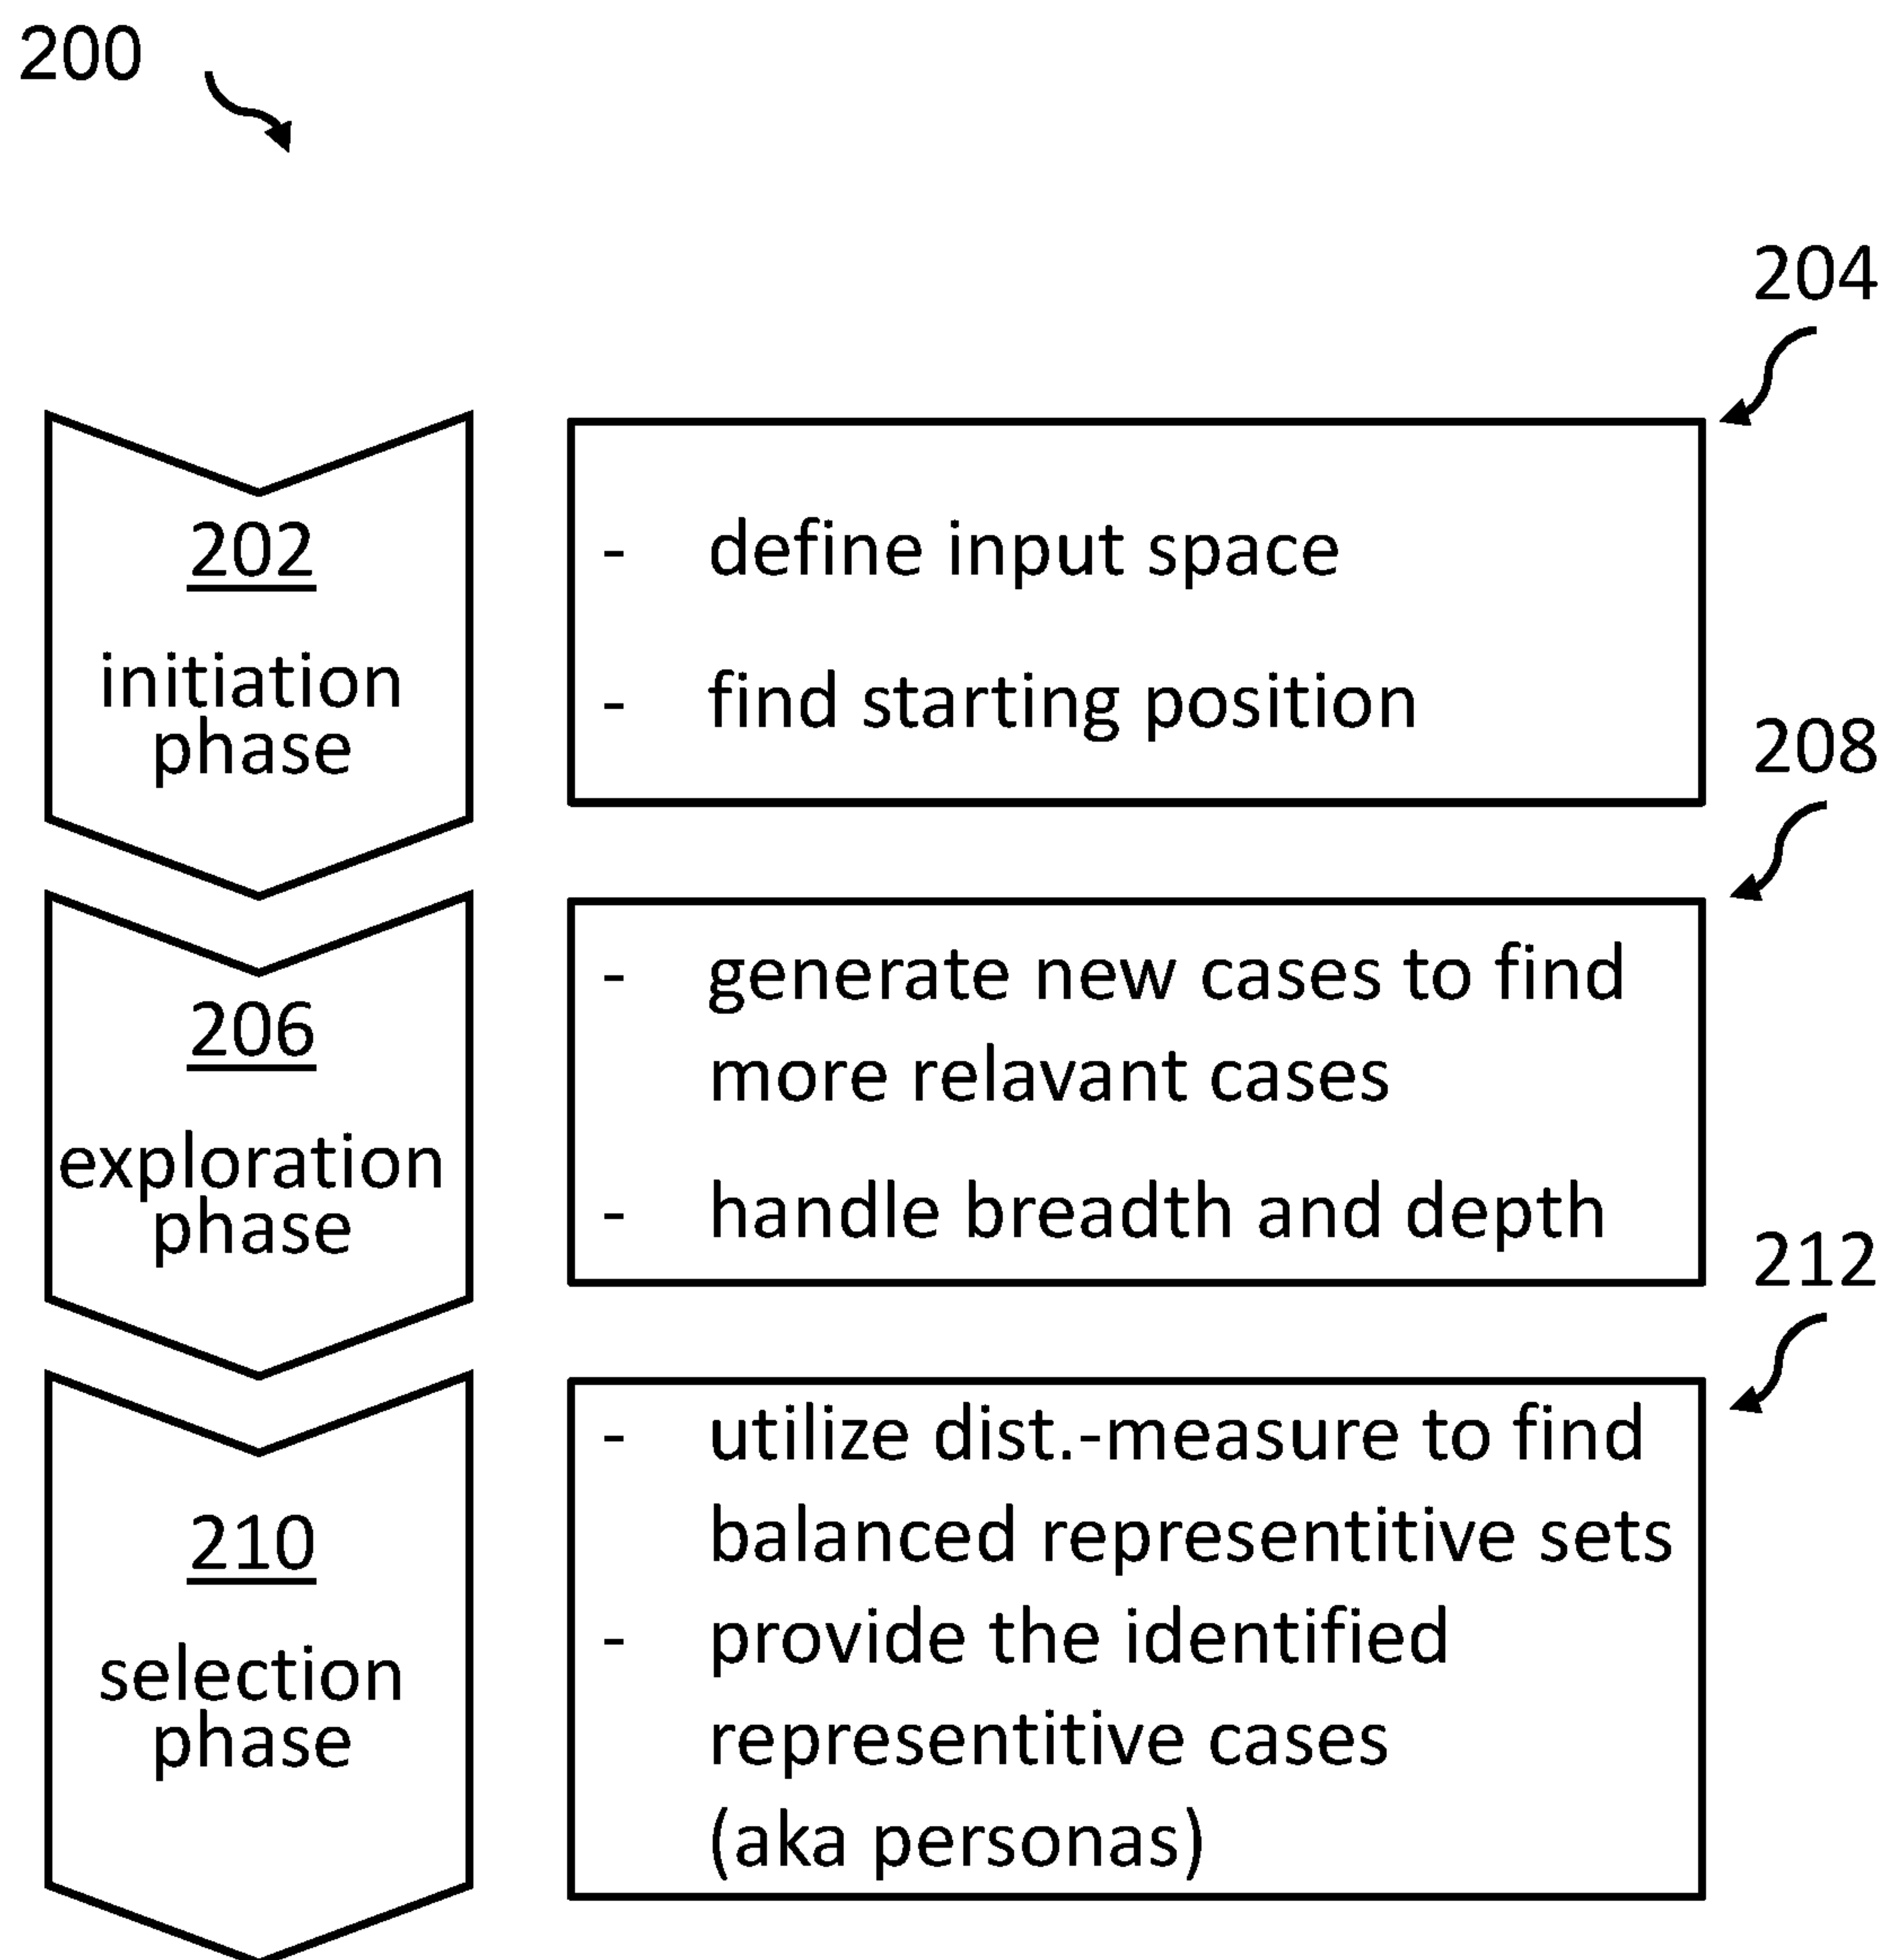 200
204
202
initiation
phase
- define input space
- find starting position
208
206
exploration
phase
- generate new cases to find
more relavant cases
- handle breadth and depth
212
210
selection
phase
- utilize dist.-measure to find
balanced representitive sets
- provide the identified
representitive cases
(aka personas)